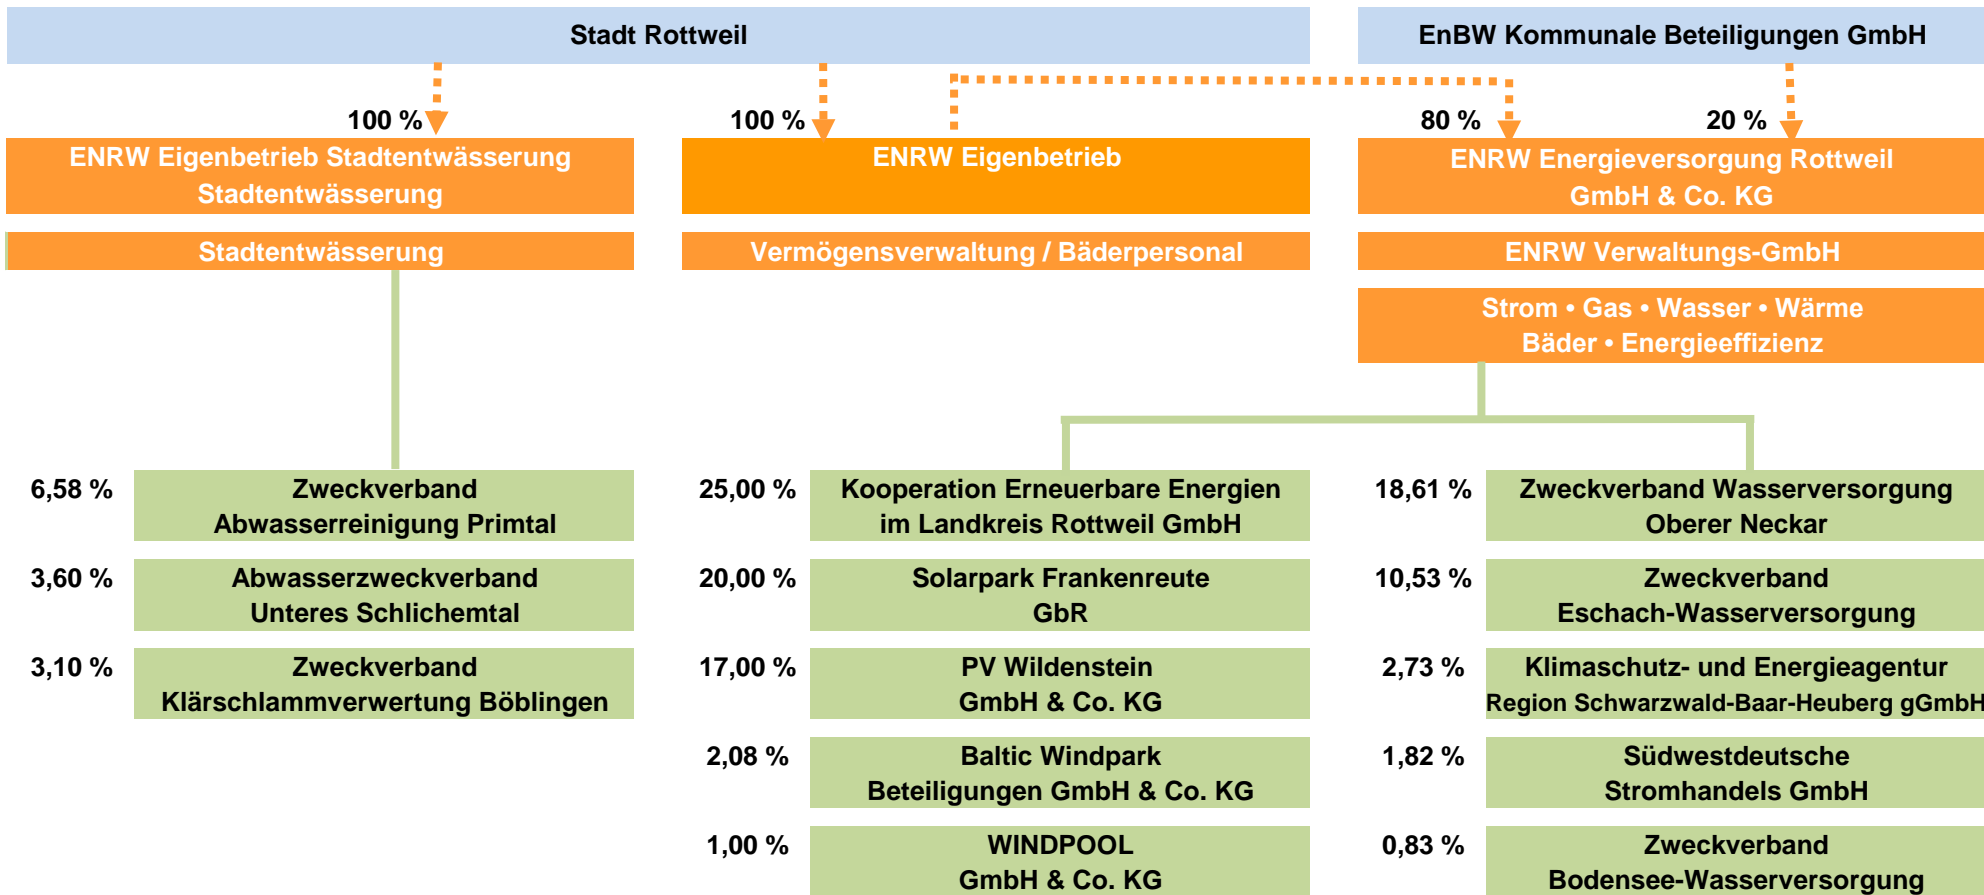 Stadt Rottweil
EnBW Kommunale Beteiligungen GmbH
100 %
100 %
80 %
20 %
ENRW Eigenbetrieb Stadtentwässerung
Stadtentwässerung
ENRW Eigenbetrieb
ENRW Energieversorgung Rottweil
GmbH & Co. KG
Stadtentwässerung
Vermögensverwaltung / Bäderpersonal
ENRW Verwaltungs-GmbH
Strom • Gas • Wasser • Wärme
Bäder • Energieeffizienz
6,58 %
Zweckverband
Abwasserreinigung Primtal
3,60 %
Abwasserzweckverband
Unteres Schlichemtal
3,10 %
Zweckverband
Klärschlammverwertung Böblingen
25,00 %
Kooperation Erneuerbare Energien
im Landkreis Rottweil GmbH
20,00 %
Solarpark Frankenreute
GbR
17,00 %
PV Wildenstein
GmbH & Co. KG
2,08 %
Baltic Windpark
Beteiligungen GmbH & Co. KG
1,00 %
WINDPOOL
GmbH & Co. KG
18,61 %
Zweckverband Wasserversorgung
Oberer Neckar
10,53 %
Zweckverband
Eschach-Wasserversorgung
2,73 %
Klimaschutz- und Energieagentur
Region Schwarzwald-Baar-Heuberg gGmbH
1,82 %
Südwestdeutsche
Stromhandels GmbH
0,83 %
Zweckverband
Bodensee-Wasserversorgung